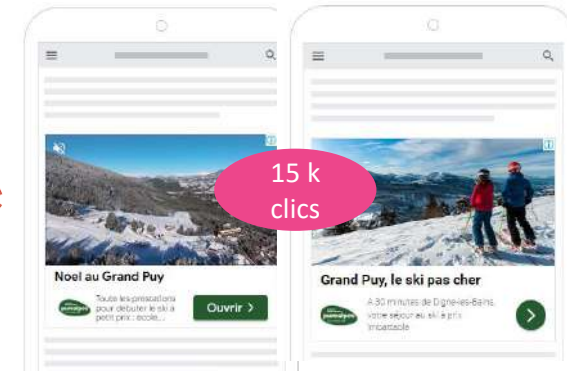 15 k
clics
Noel au Grand Puy
Toute les prestations
pour débuter le ski a
petit prix : école,...
Ouvrir >
Grand Puy, le ski pas cher
A 30 minutes de Digne-les-Bains,
votre séjour au ski à prix
imbattable